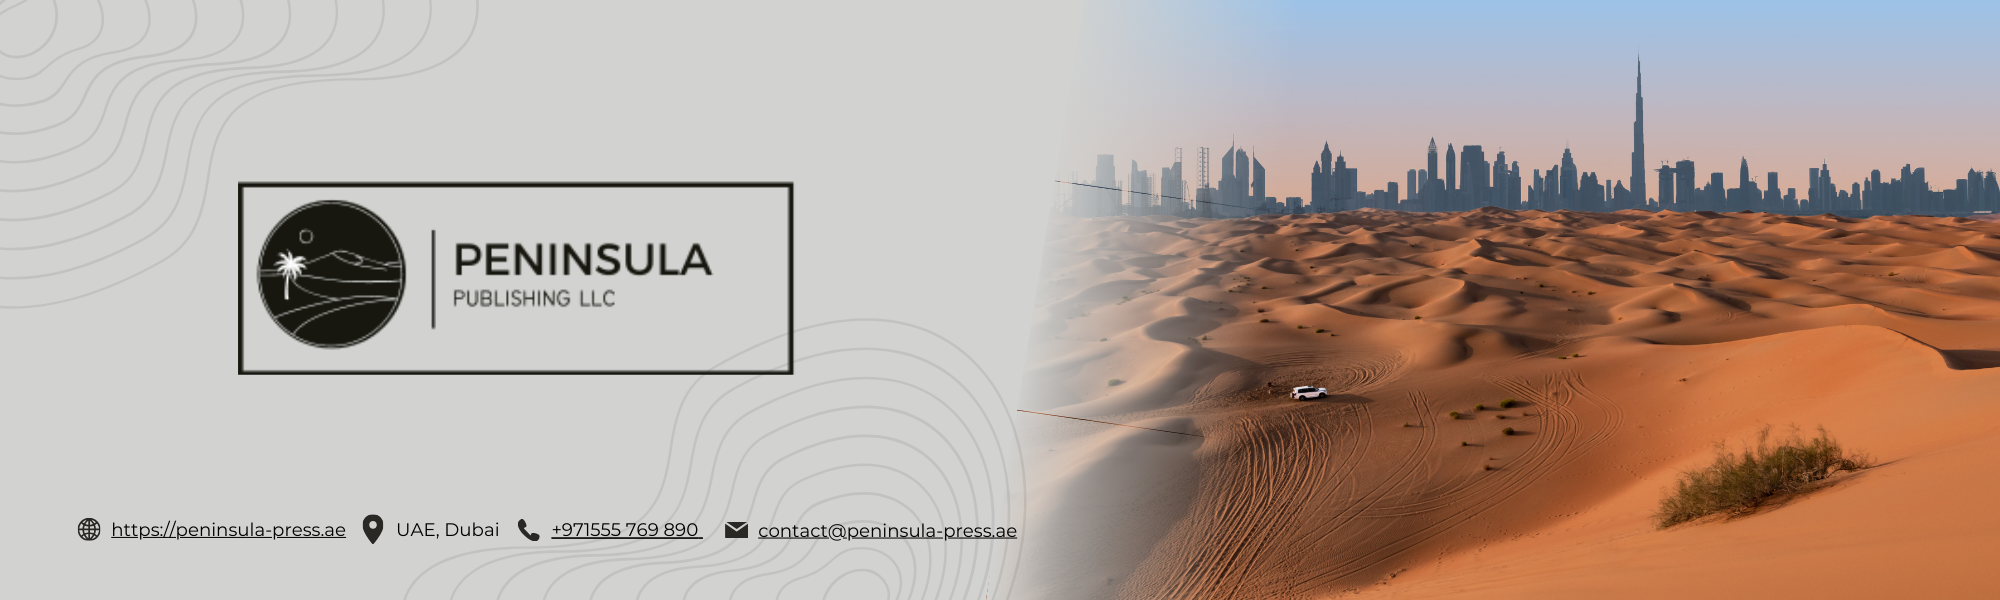 PENINSULA
PUBLISHING LLC
https://peninsula-press.ae UAE, Dubai +971555 769 890 contact@peninsula-press.ae